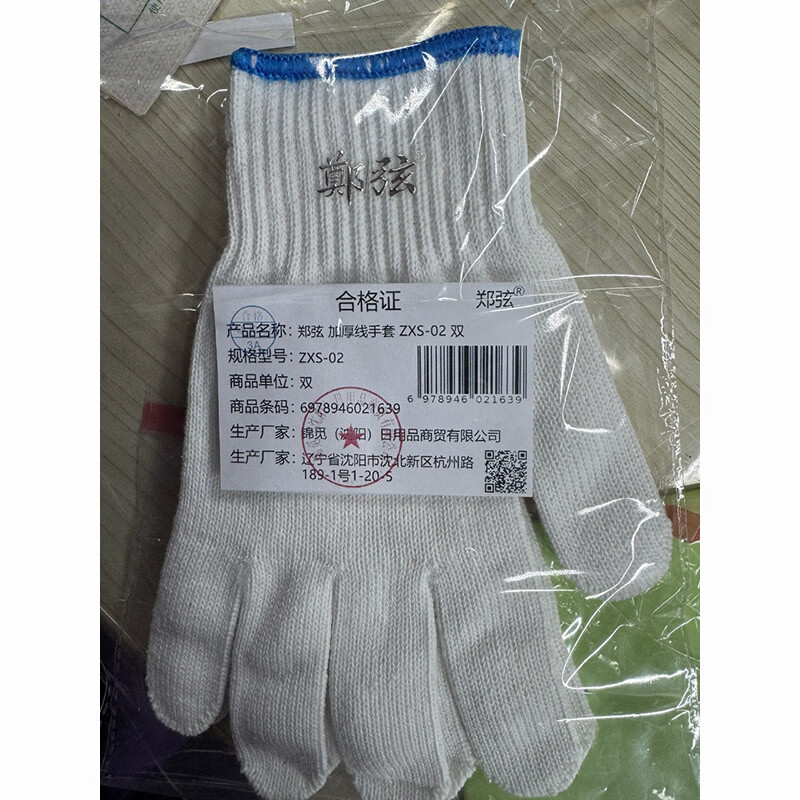 鄭弦
合格证 郑弦®
合格
3A
产品名称: 郑弦 加厚线手套 ZXS-02 双
规格型号: ZXS-02
商品单位: 双
商品条码: 6978946021639
6 978946 021639
生产厂家: 锦觅（沈阳）日用品商贸有限公司
生产厂家: 辽宁省沈阳市沈北新区杭州路
189-1号1-20-5